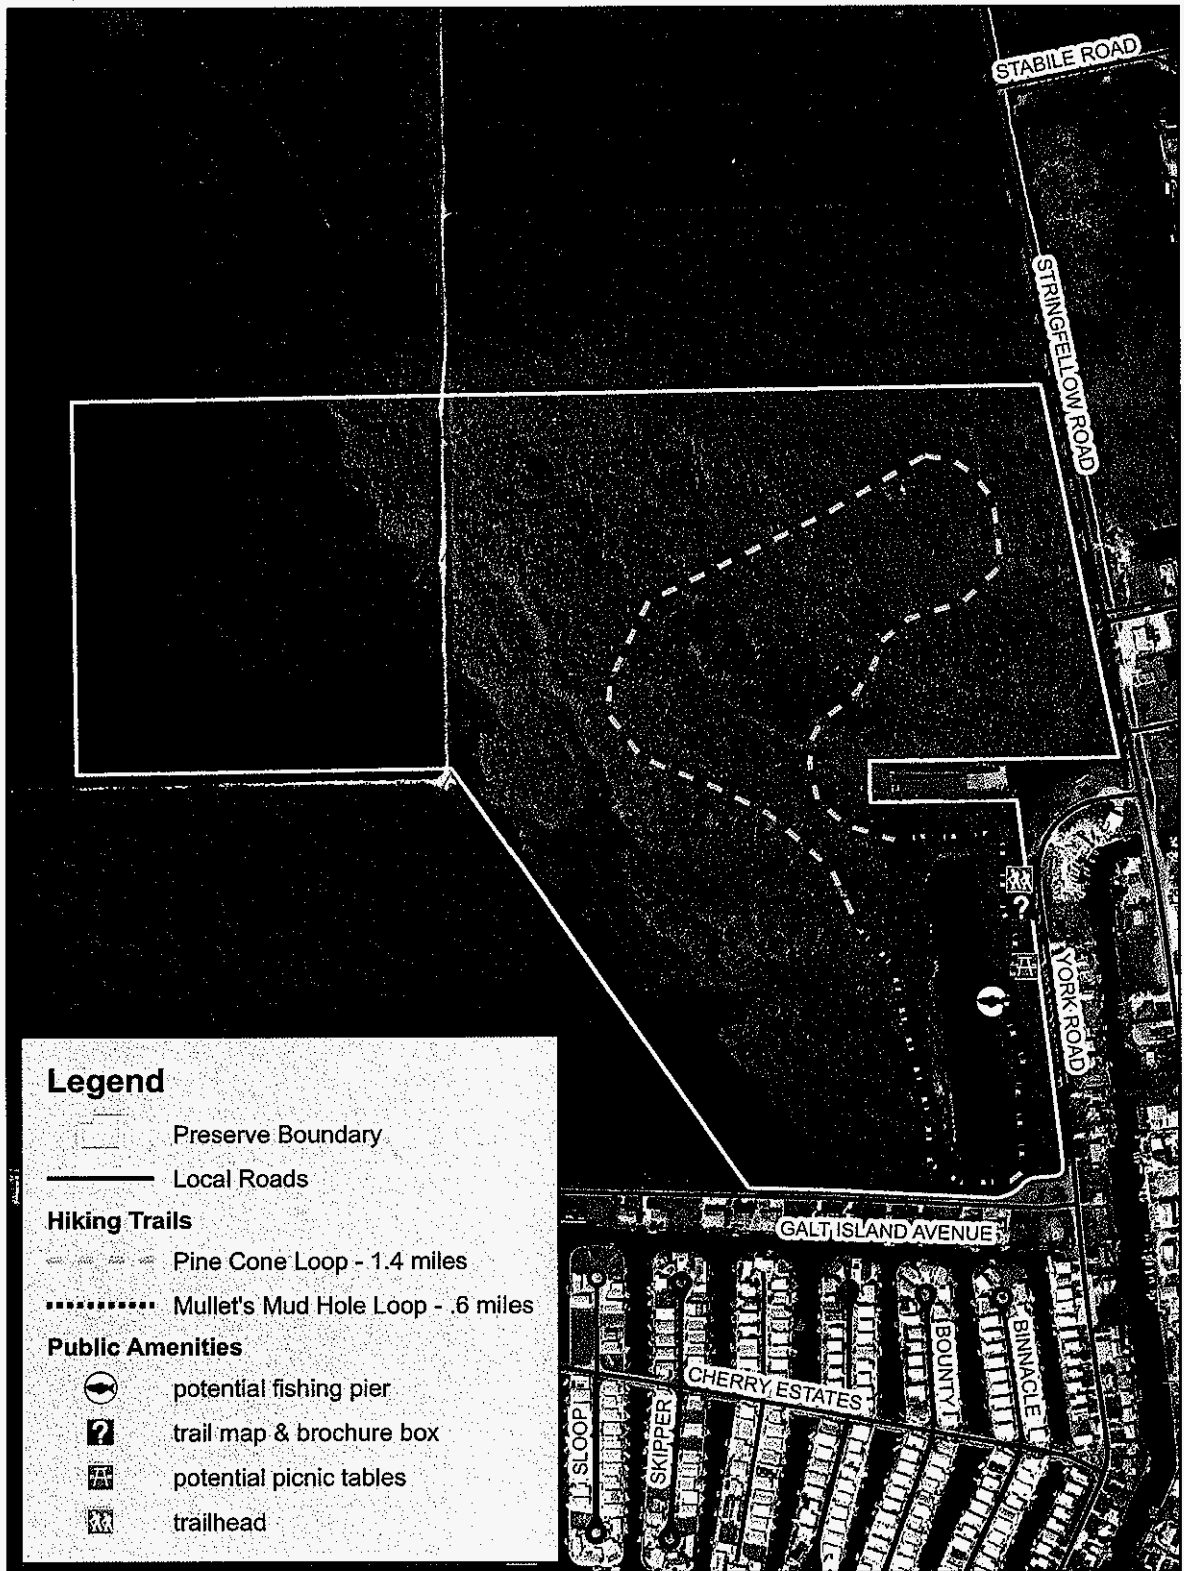 STABILE ROAD
STRINGFELLOW ROAD
YORK ROAD
GALT ISLAND AVENUE
CHERRY ESTATES
SLOOP
SKIPPER
BOUNTY
BINNACLE
Legend
Preserve Boundary
Local Roads
Hiking Trails
Pine Cone Loop - 1.4 miles
Mullet's Mud Hole Loop - .6 miles
Public Amenities
potential fishing pier
? trail map & brochure box
potential picnic tables
trailhead
?